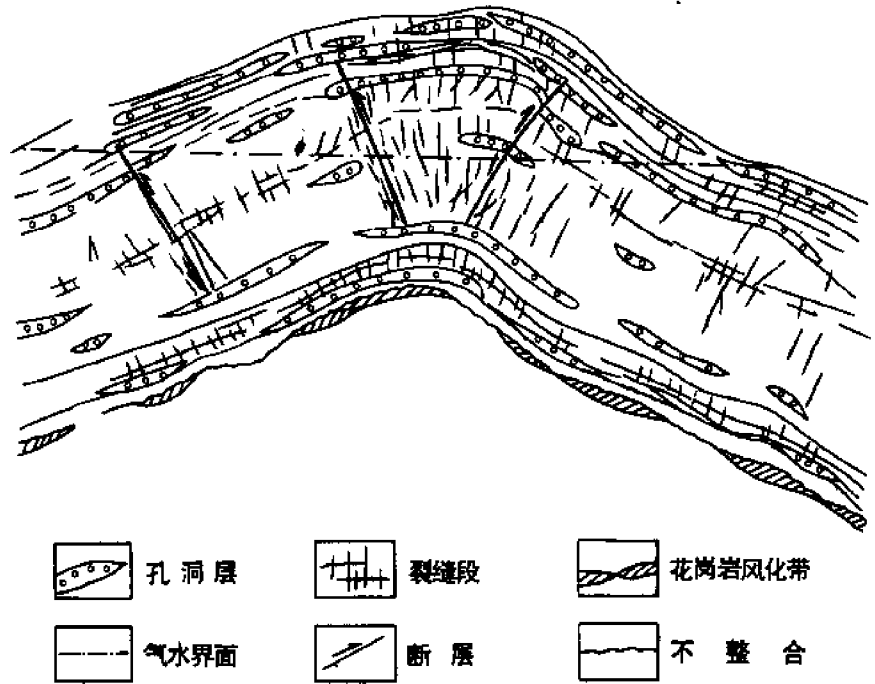 孔 洞 层
裂缝段
花岗岩风化带
气水界面
断 层
不 整 合